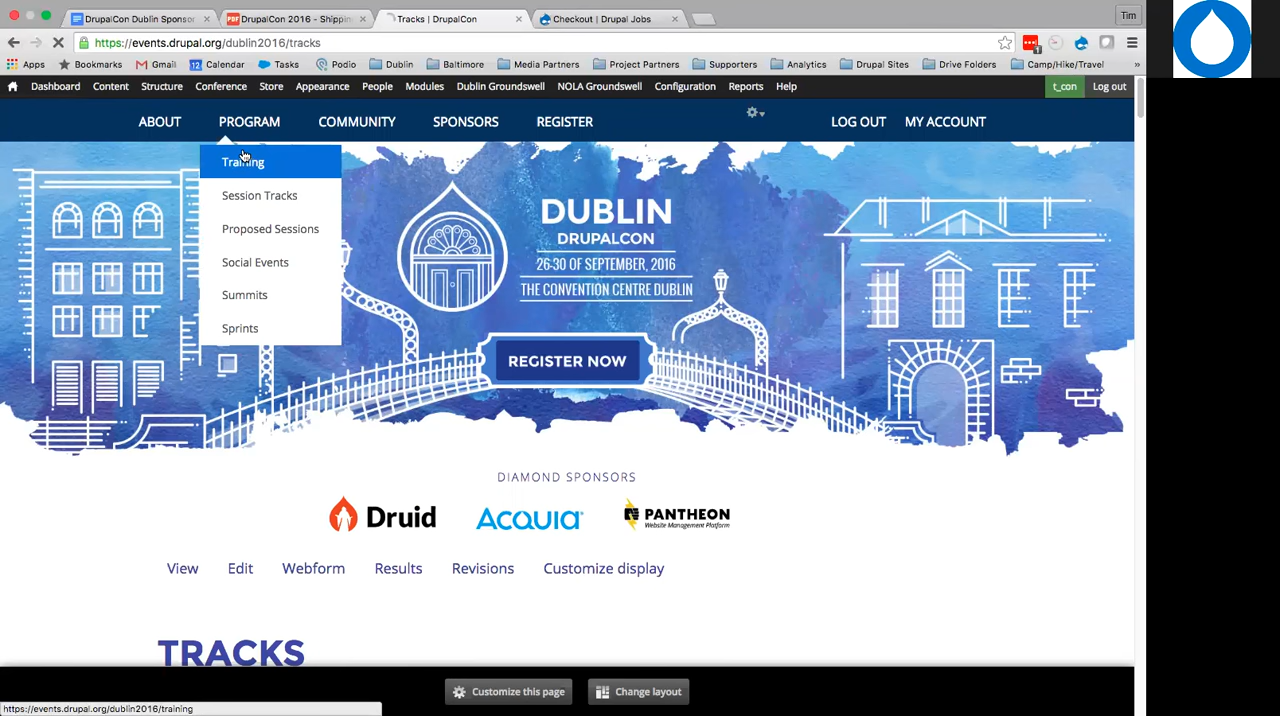 DrupalCon Dublin Sponsor
DrupalCon 2016 - Shippin
Tracks | DrupalCon
Checkout | Drupal Jobs
Tim
https://events.drupal.org/dublin2016/tracks
Apps
Bookmarks
Gmail
12
Calendar
Tasks
Podio
Dublin
Baltimore
Media Partners
Project Partners
Supporters
Analytics
Drupal Sites
Drive Folders
Camp/Hike/Travel
»
Dashboard
Content
Structure
Conference
Store
Appearance
People
Modules
Dublin Groundswell
NOLA Groundswell
Configuration
Reports
Help
t_con
Log out
ABOUT
PROGRAM
COMMUNITY
SPONSORS
REGISTER
LOG OUT
MY ACCOUNT
Training
Session Tracks
Proposed Sessions
Social Events
Summits
Sprints
DUBLIN
DRUPALCON
26-30 OF SEPTEMBER, 2016
THE CONVENTION CENTRE DUBLIN
REGISTER NOW
DIAMOND SPONSORS
Druid
ACQUIA
PANTHEON
Website Management Platform
View
Edit
Webform
Results
Revisions
Customize display
TRACKS
Customize this page
Change layout
https://events.drupal.org/dublin2016/training